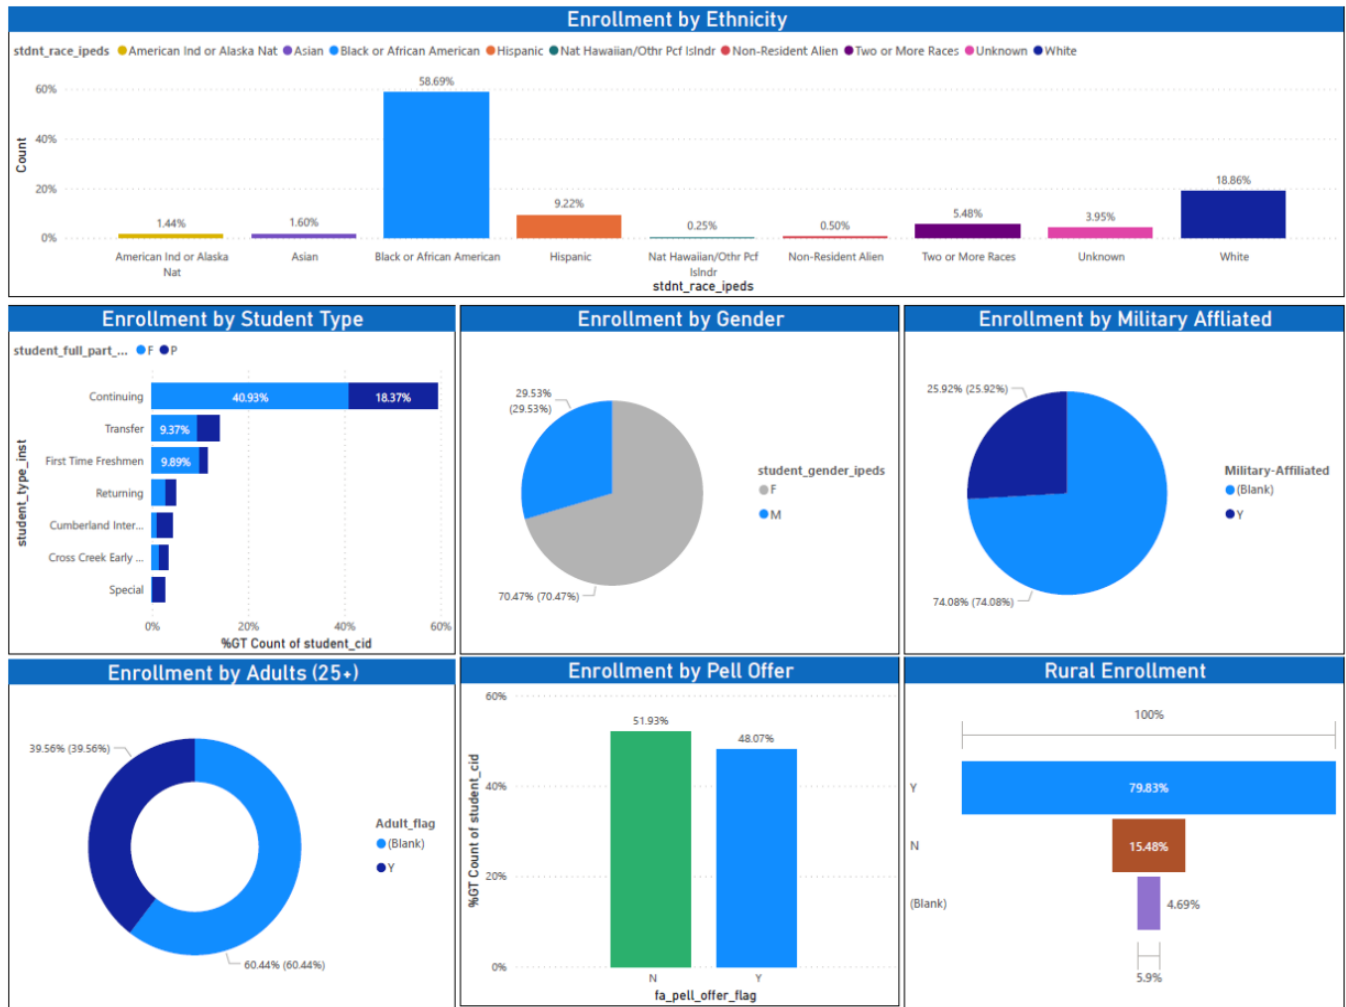 Enrollment by Ethnicity
stdnt_race_ipeds American Ind or Alaska Nat Asian Black or African American Hispanic Nat Hawaiian/Othr Pcf Islndr Non-Resident Alien Two or More Races Unknown White
60%
40%
20%
0%
Count
1.44%
1.60%
58.69%
9.22%
0.25%
0.50%
5.48%
3.95%
18.86%
American Ind or Alaska
Nat
Asian
Black or African American
Hispanic
Nat Hawaiian/Othr Pcf
Islndr
Non-Resident Alien
Two or More Races
Unknown
White
stdnt_race_ipeds
Enrollment by Student Type
student_full_part_... F P
student_type_inst
Continuing 40.93% 18.37%
Transfer 9.37%
First Time Freshmen 9.89%
Returning
Cumberland Inter...
Cross Creek Early ...
Special
0% 20% 40% 60%
%GT Count of student_cid
Enrollment by Gender
29.53%
(29.53%)
70.47% (70.47%)
student_gender_ipeds
F
M
Enrollment by Military Affliated
25.92% (25.92%)
74.08% (74.08%)
Military-Affiliated
(Blank)
Y
Enrollment by Adults (25+)
39.56% (39.56%)
60.44% (60.44%)
Adult_flag
(Blank)
Y
Enrollment by Pell Offer
%GT Count of student_cid
60%
40%
20%
0%
51.93%
48.07%
N Y
fa_pell_offer_flag
Rural Enrollment
100%
Y 79.83%
N 15.48%
(Blank) 4.69%
5.9%